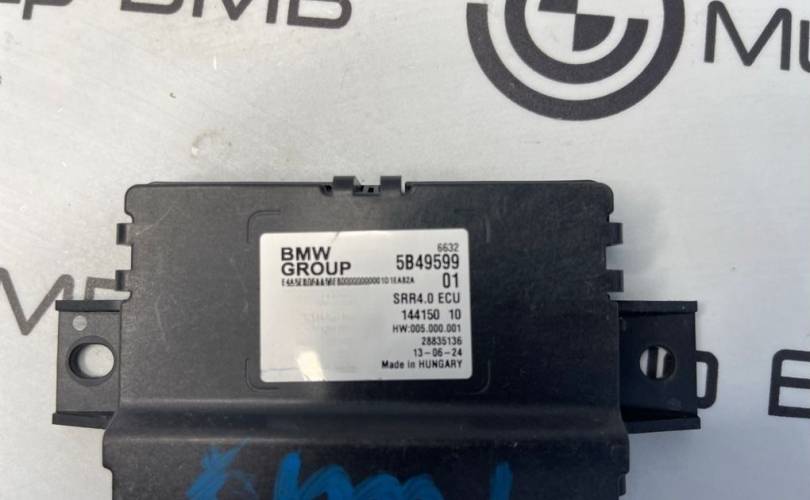 BMW
GROUP
6632
5B49599
01
SRR4.0 ECU
144150 10
HW:005.000.001
28835136
13-06-24
Made in HUNGARY